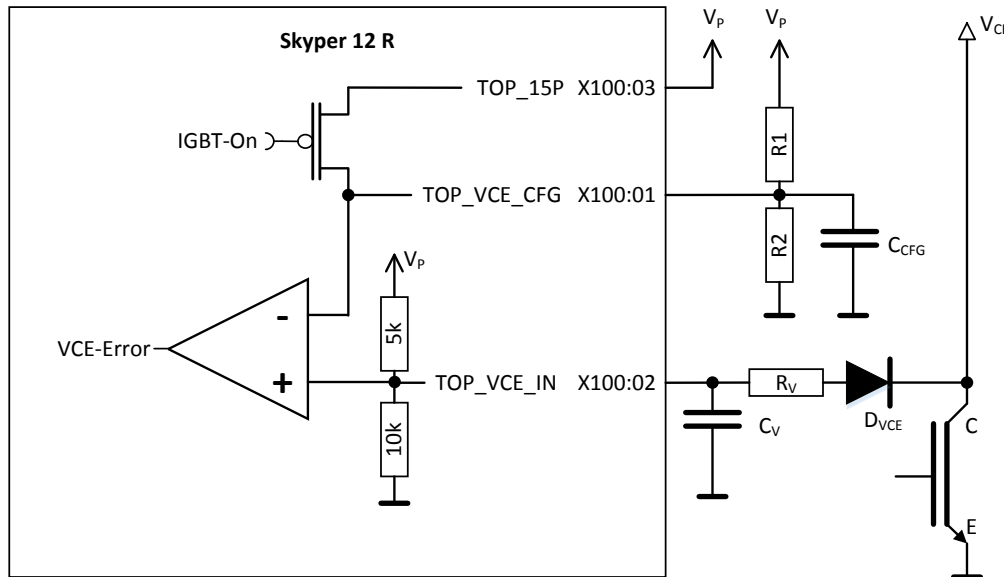 Skyper 12 R
V_P
V_P
V_CE
TOP_15P X100:03
IGBT-On
R1
TOP_VCE_CFG X100:01
R2
C_CFG
V_P
-
5k
VCE-Error
+
TOP_VCE_IN X100:02
R_V
D_VCE
C_V
10k
C
E